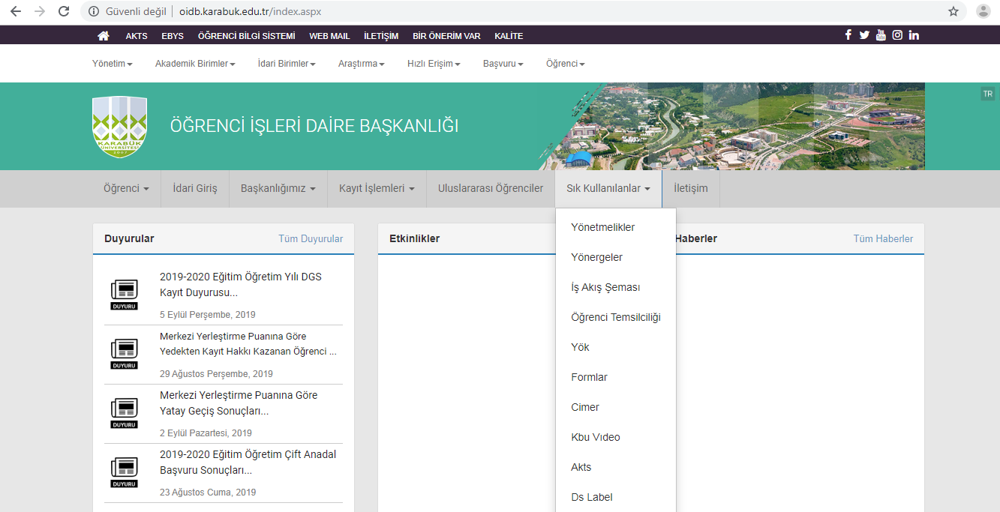 Güvenli değil
oidb.karabuk.edu.tr/index.aspx
AKTS EBYS ÖĞRENCİ BİLGİ SİSTEMİ WEB MAIL İLETİŞİM BİR ÖNERİM VAR KALİTE
Yönetim Akademik Birimler İdari Birimler Araştırma Hızlı Erişim Başvuru Öğrenci
TR
KARABÜK
ÜNİVERSİTESİ
2007
ÖĞRENCİ İŞLERİ DAİRE BAŞKANLIĞI
Öğrenci İdari Giriş Başkanlığımız Kayıt İşlemleri Uluslararası Öğrenciler Sık Kullanılanlar İletişim
Duyurular Tüm Duyurular
DUYURU
2019-2020 Eğitim Öğretim Yılı DGS
Kayıt Duyurusu...
5 Eylül Perşembe, 2019
DUYURU
Merkezi Yerleştirme Puanına Göre
Yedekten Kayıt Hakkı Kazanan Öğrenci ...
29 Ağustos Perşembe, 2019
DUYURU
Merkezi Yerleştirme Puanına Göre
Yatay Geçiş Sonuçları...
2 Eylül Pazartesi, 2019
DUYURU
2019-2020 Eğitim Öğretim Çift Anadal
Başvuru Sonuçları...
23 Ağustos Cuma, 2019
Etkinlikler
Yönetmelikler
Yönergeler
İş Akış Şeması
Öğrenci Temsilciliği
Yök
Formlar
Cimer
Kbu Vıdeo
Akts
Ds Label
Haberler Tüm Haberler